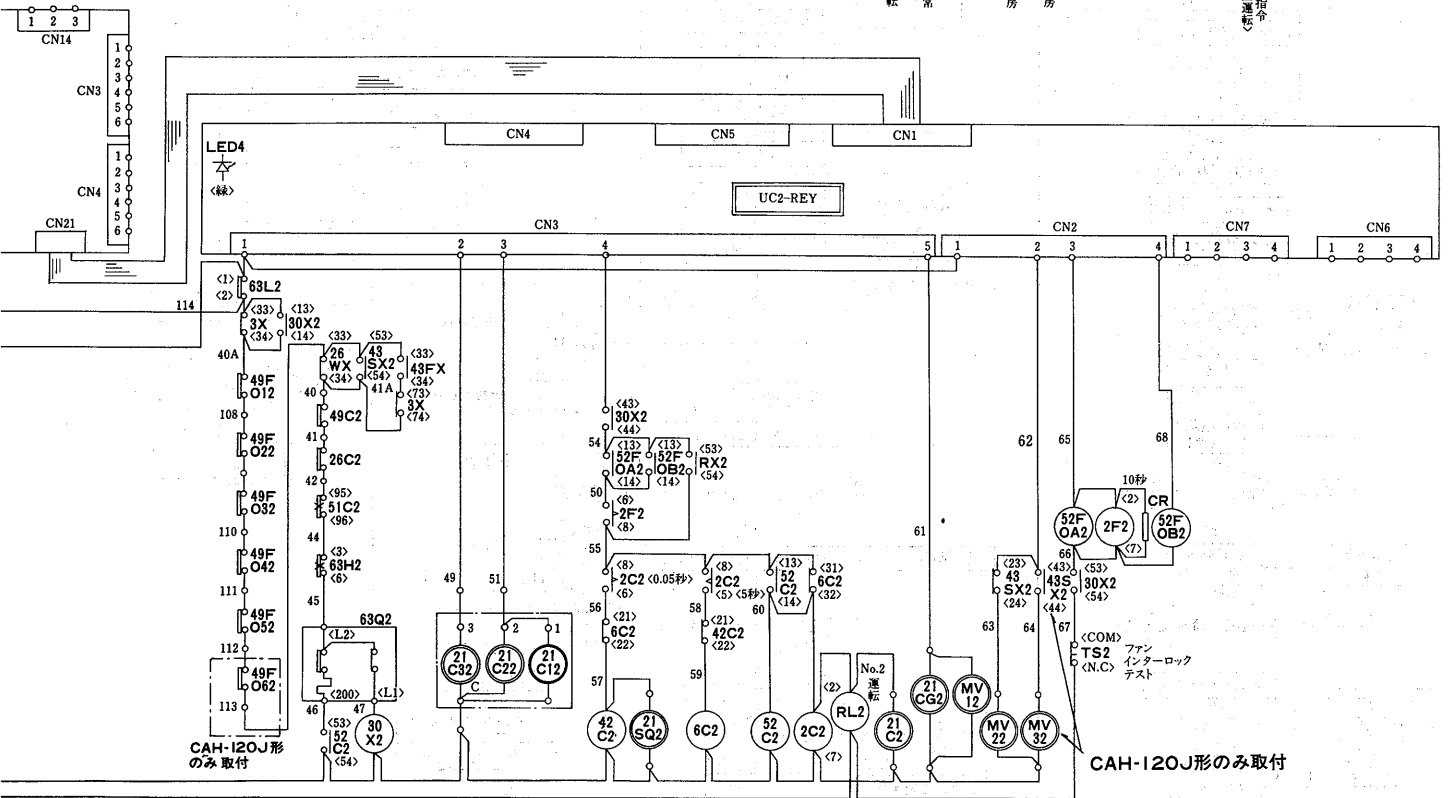 転
常
房
房
指令
運転〉
1 2 3
CN14
CN3
1
2
3
4
5
6
CN4
1
2
3
4
5
6
CN21
LED4
〈緑〉
CN4
CN5
CN1
UC2-REY
CN3
CN2
CN7
CN6
1
2
3
4
5
1
2
3
4
1 2 3 4
1 2 3 4
114
〈1〉
〈2〉
63L2
〈33〉
3X
〈34〉
〈13〉
30X2
〈14〉
40A
49F
O12
108
49F
O22
49F
O32
110
49F
O42
111
49F
O52
112
49F
O62
113
CAH-120J形
のみ取付
〈33〉
26
WX
〈34〉
〈53〉
43
SX2
〈54〉
41A
〈33〉
43FX
〈34〉
〈73〉
3X
〈74〉
40
49C2
41
26C2
42
〈95〉
51C2
〈96〉
44
〈3〉
63H2
〈6〉
45
63Q2
〈L2〉
〈200〉
〈L1〉
46
47
〈53〉
52
C2
〈54〉
30
X2
49
51
3
2
1
21
C32
21
C22
21
C12
C
〈43〉
30X2
〈44〉
54
〈13〉
52F
OA2
〈14〉
〈13〉
52F
OB2
〈14〉
〈53〉
RX2
〈54〉
50
〈6〉
2F2
〈8〉
55
〈8〉
2C2
〈0.05秒〉
〈6〉
56
〈21〉
6C2
〈22〉
57
42
C2
21
SQ2
〈8〉
2C2
〈5〉
〈5秒〉
58
〈21〉
42C2
〈22〉
59
6C2
〈13〉
52
C2
〈14〉
60
〈31〉
6C2
〈32〉
52
C2
2C2
〈2〉
〈7〉
RL2
No.2
運転
21
C2
61
21
CG2
MV
12
62
〈23〉
43
SX2
〈24〉
63
〈43〉
43S
X2
〈44〉
64
MV
22
MV
32
65
52F
OA2
10秒
〈2〉
2F2
〈7〉
CR
68
52F
OB2
66
〈53〉
30X2
〈54〉
67
〈COM〉
TS2
〈N.C〉
ファン
インターロック
テスト
CAH-120J形のみ取付